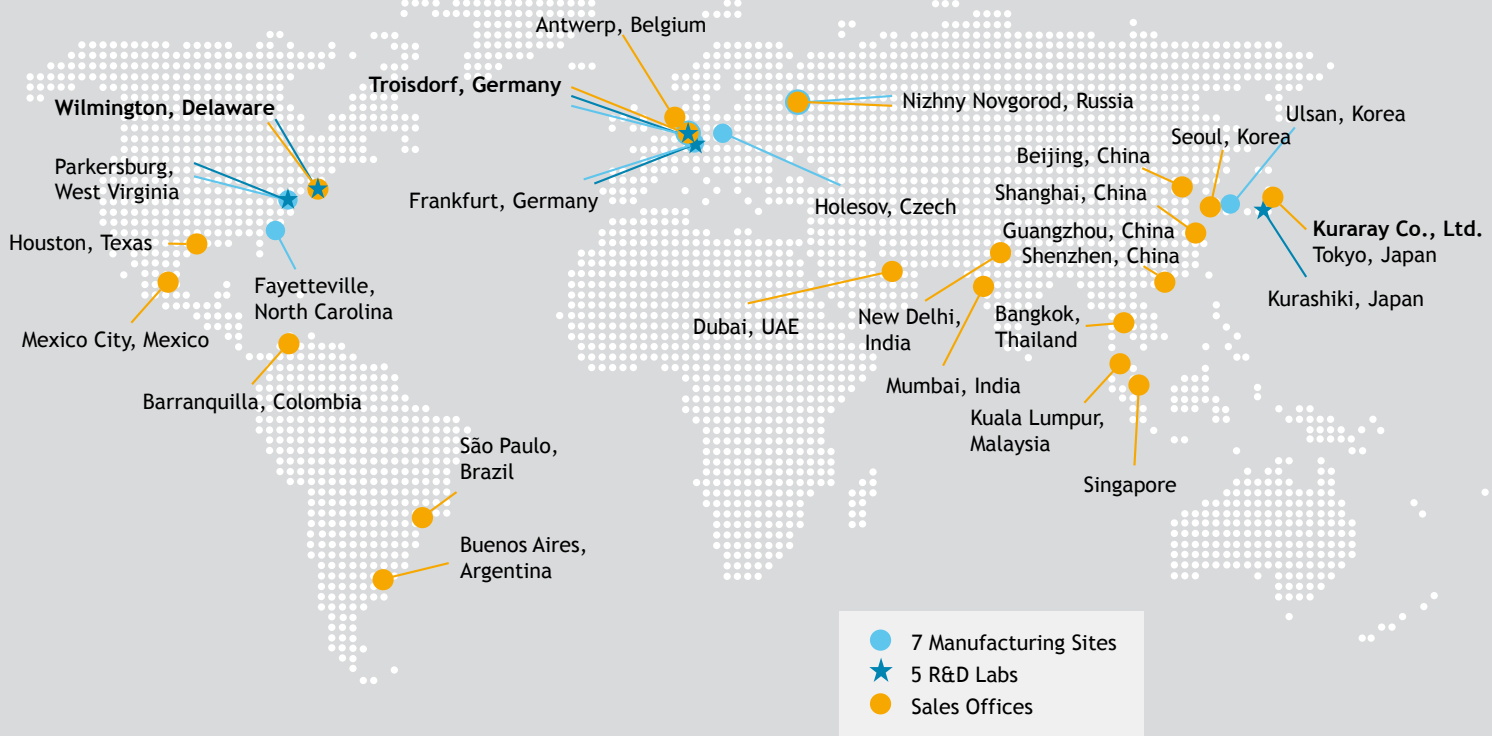 Antwerp, Belgium
Troisdorf, Germany
Wilmington, Delaware
Nizhny Novgorod, Russia
Ulsan, Korea
Seoul, Korea
Beijing, China
Parkersburg,
West Virginia
Shanghai, China
Frankfurt, Germany
Holesov, Czech
Guangzhou, China
Shenzhen, China
Kuraray Co., Ltd.
Tokyo, Japan
Houston, Texas
Fayetteville,
North Carolina
Kurashiki, Japan
Dubai, UAE
New Delhi,
India
Bangkok,
Thailand
Mexico City, Mexico
Mumbai, India
Barranquilla, Colombia
Kuala Lumpur,
Malaysia
São Paulo,
Brazil
Singapore
Buenos Aires,
Argentina
7 Manufacturing Sites
5 R&D Labs
Sales Offices